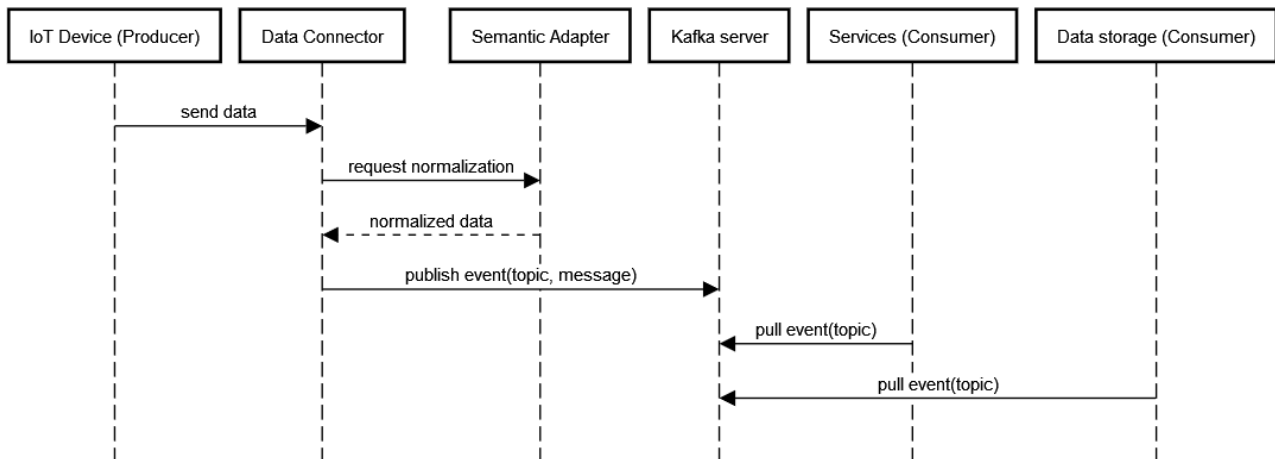 IoT Device (Producer)
Data Connector
Semantic Adapter
Kafka server
Services (Consumer)
Data storage (Consumer)
send data
request normalization
normalized data
publish event(topic, message)
pull event(topic)
pull event(topic)